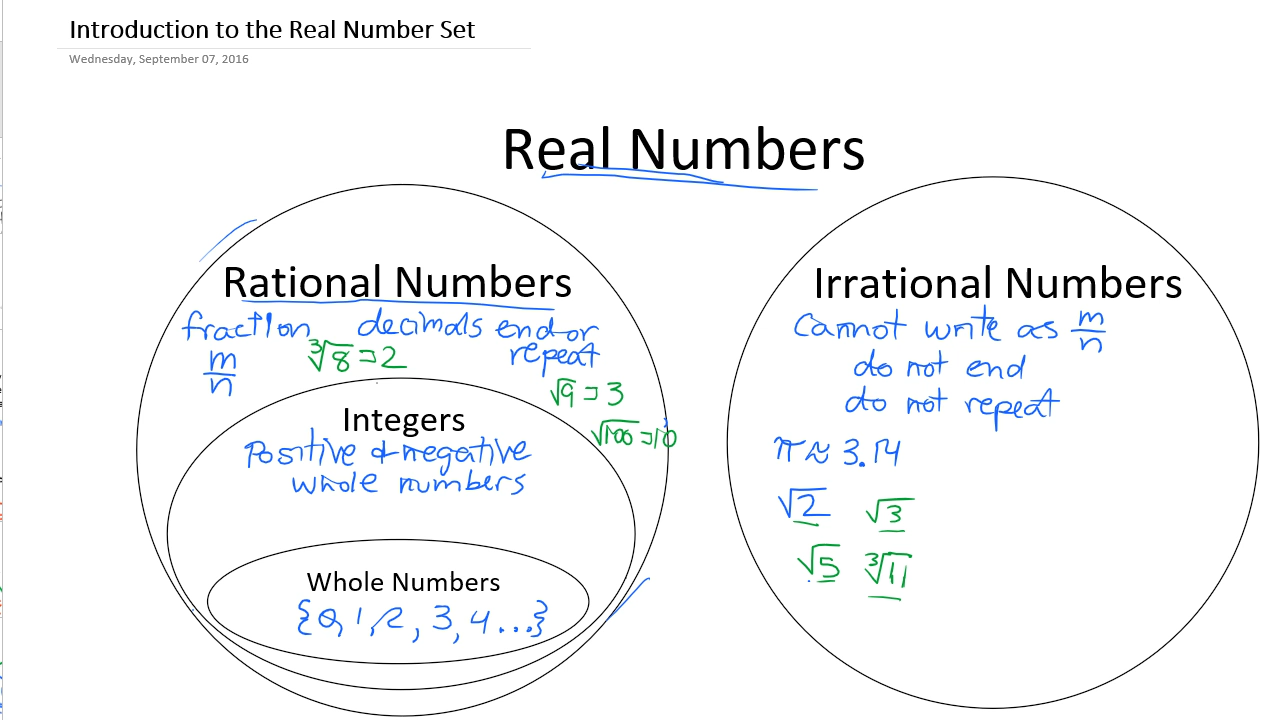 Introduction to the Real Number Set
Wednesday, September 07, 2016
Real Numbers
Rational Numbers
fraction decimals end or
repeat
m/n
∛8 = 2
√9 = 3
√100 = 10
Integers
Positive & negative
whole numbers
Whole Numbers
{0, 1, 2, 3, 4...}
Irrational Numbers
Cannot write as m/n
do not end
do not repeat
π ≈ 3.14
√2 √3
√5 ∛11